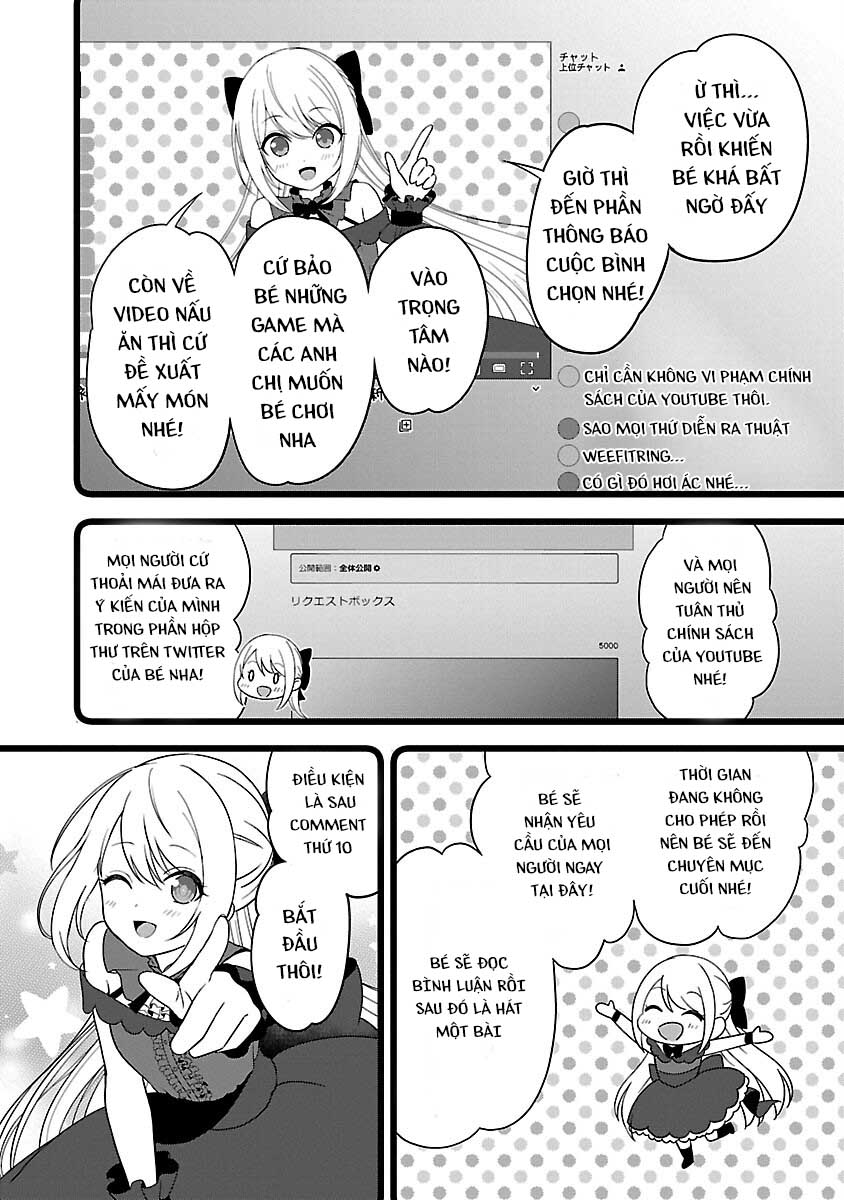 チャット
上位チャット
Ừ THÌ...
VIỆC VỪA
RỒI KHIẾN
BÉ KHÁ BẤT
NGỜ ĐẤY
GIỜ THÌ
ĐẾN PHẦN
THÔNG BÁO
CUỘC BÌNH
CHỌN NHÉ!
VÀO
TRỌNG
TÂM
NÀO!
CỨ BẢO
BÉ NHỮNG
GAME MÀ
CÁC ANH
CHỊ MUỐN
BÉ CHƠI
NHA
CÒN VỀ
VIDEO NẤU
ĂN THÌ CỨ
ĐỀ XUẤT
MẤY MÓN
NHÉ!
CHỈ CẦN KHÔNG VI PHẠM CHÍNH
SÁCH CỦA YOUTUBE THÔI.
SAO MỌI THỨ DIỄN RA THUẬT
WEEFITRING...
CÓ GÌ ĐÓ HƠI ÁC NHÉ...
VÀ MỌI
NGƯỜI NÊN
TUÂN THỦ
CHÍNH SÁCH
CỦA YOUTUBE
NHÉ!
公開範囲：全体公開
リクエストボックス
5000
MỌI NGƯỜI CỨ
THOẢI MÁI ĐƯA RA
Ý KIẾN CỦA MÌNH
TRONG PHẦN HỘP
THƯ TRÊN TWITTER
CỦA BÉ NHA!
THỜI GIAN
ĐANG KHÔNG
CHO PHÉP RỒI
NÊN BÉ SẼ ĐẾN
CHUYÊN MỤC
CUỐI NHÉ!
BÉ SẼ
NHẬN YÊU
CẦU CỦA MỌI
NGƯỜI NGAY
TẠI ĐÂY!
BÉ SẼ ĐỌC
BÌNH LUẬN RỒI
SAU ĐÓ LÀ HÁT
MỘT BÀI
ĐIỀU KIỆN
LÀ SAU
COMMENT
THỨ 10
BẮT
ĐẦU
THÔI!